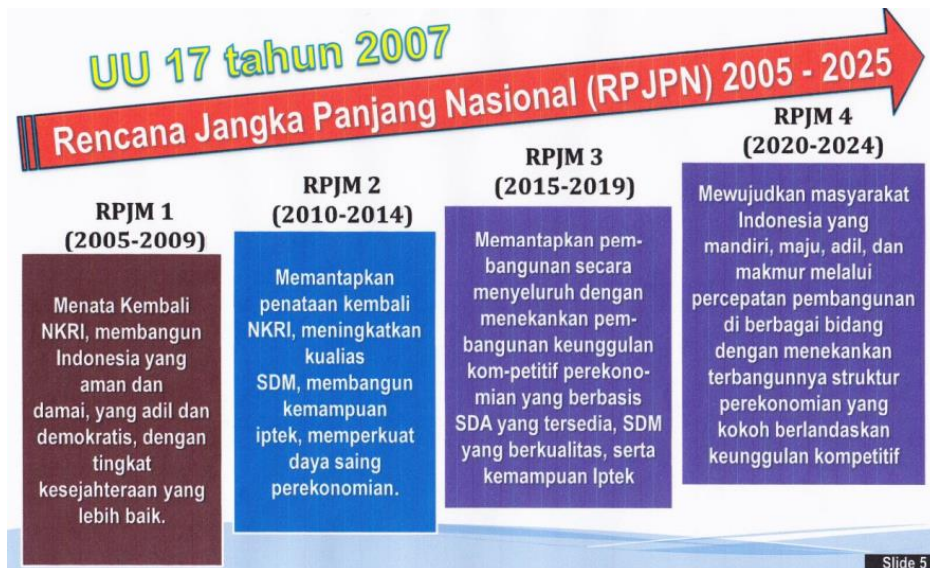 UU 17 tahun 2007
Rencana Jangka Panjang Nasional (RPJPN) 2005 - 2025
RPJM 1
(2005-2009)
Menata Kembali
NKRI, membangun
Indonesia yang
aman dan
damai, yang adil dan
demokratis, dengan
tingkat
kesejahteraan yang
lebih baik.
RPJM 2
(2010-2014)
Memantapkan
penataan kembali
NKRI, meningkatkan
kualias
SDM, membangun
kemampuan
iptek, memperkuat
daya saing
perekonomian.
RPJM 3
(2015-2019)
Memantapkan pem-
bangunan secara
menyeluruh dengan
menekankan pem-
bangunan keunggulan
kom-petitif perekono-
mian yang berbasis
SDA yang tersedia, SDM
yang berkualitas, serta
kemampuan Iptek
RPJM 4
(2020-2024)
Mewujudkan masyarakat
Indonesia yang
mandiri, maju, adil, dan
makmur melalui
percepatan pembangunan
di berbagai bidang
dengan menekankan
terbangunnya struktur
perekonomian yang
kokoh berlandaskan
keunggulan kompetitif
Slide 5